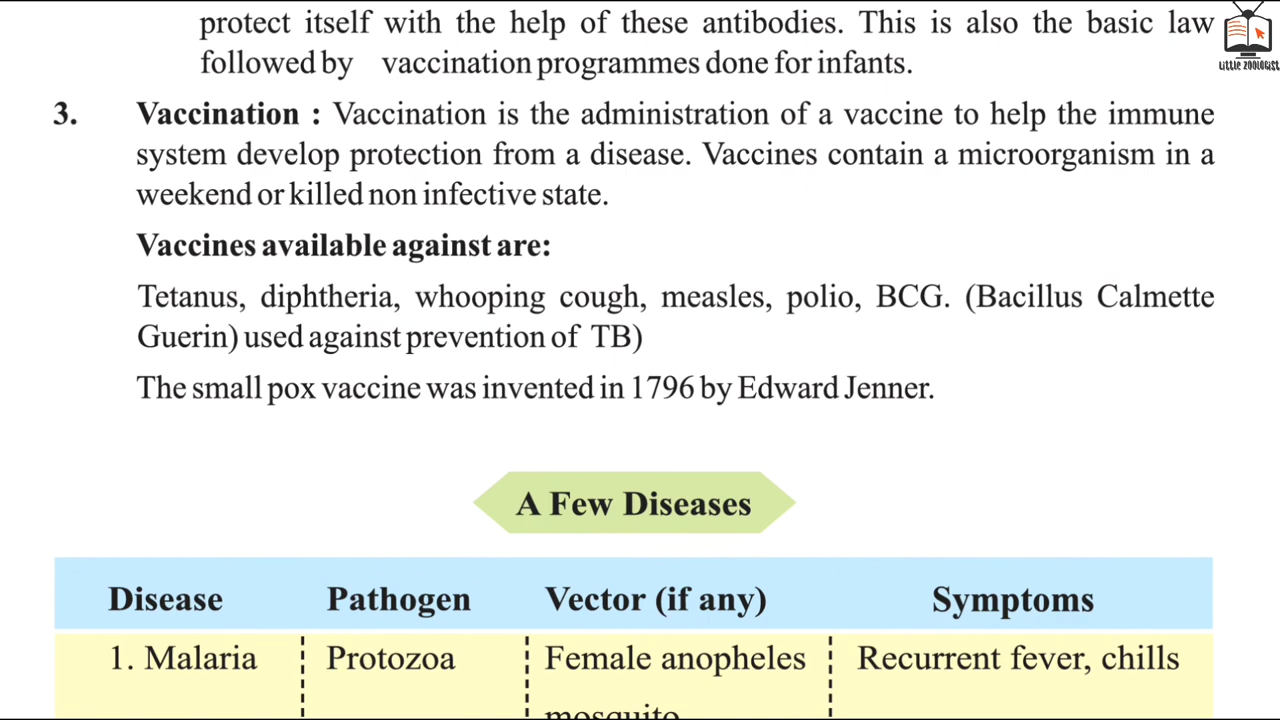 protect itself with the help of these antibodies. This is also the basic law
followed by vaccination programmes done for infants.
LittLE ZOOLOGIST
3. Vaccination : Vaccination is the administration of a vaccine to help the immune
system develop protection from a disease. Vaccines contain a microorganism in a
weekend or killed non infective state.
Vaccines available against are:
Tetanus, diphtheria, whooping cough, measles, polio, BCG. (Bacillus Calmette
Guerin) used against prevention of TB)
The small pox vaccine was invented in 1796 by Edward Jenner.
A Few Diseases
Disease Pathogen Vector (if any) Symptoms
1. Malaria Protozoa Female anopheles Recurrent fever, chills
mosquito